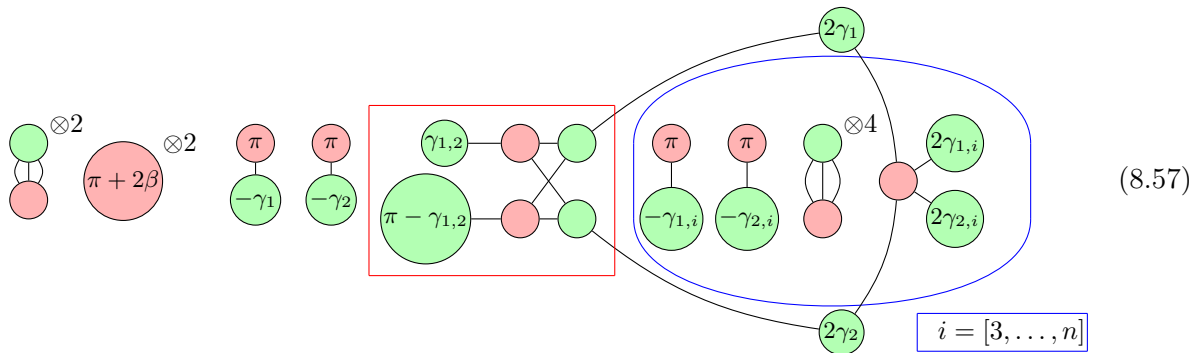 2γ₁
⊗2 ⊗2 π π γ₁,₂ π π ⊗4 2γ₁,ᵢ
π + 2β (8.57)
−γ₁ −γ₂ π − γ₁,₂ −γ₁,ᵢ −γ₂,ᵢ 2γ₂,ᵢ
2γ₂ i = [3, . . . , n]